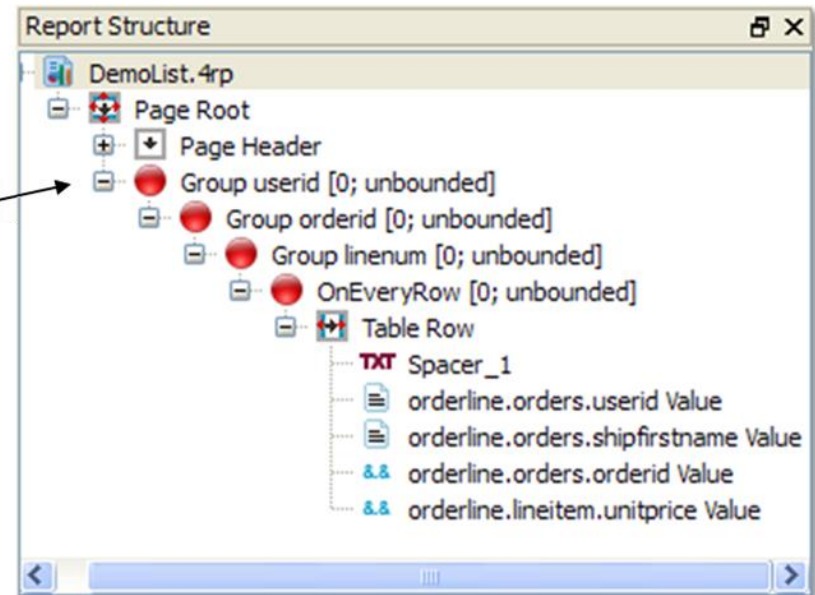 Report Structure
DemoList.4rp
Page Root
Page Header
Group userid [0; unbounded]
Group orderid [0; unbounded]
Group linenum [0; unbounded]
OnEveryRow [0; unbounded]
Table Row
TXT Spacer_1
orderline.orders.userid Value
orderline.orders.shipfirstname Value
&.& orderline.orders.orderid Value
&.& orderline.lineitem.unitprice Value